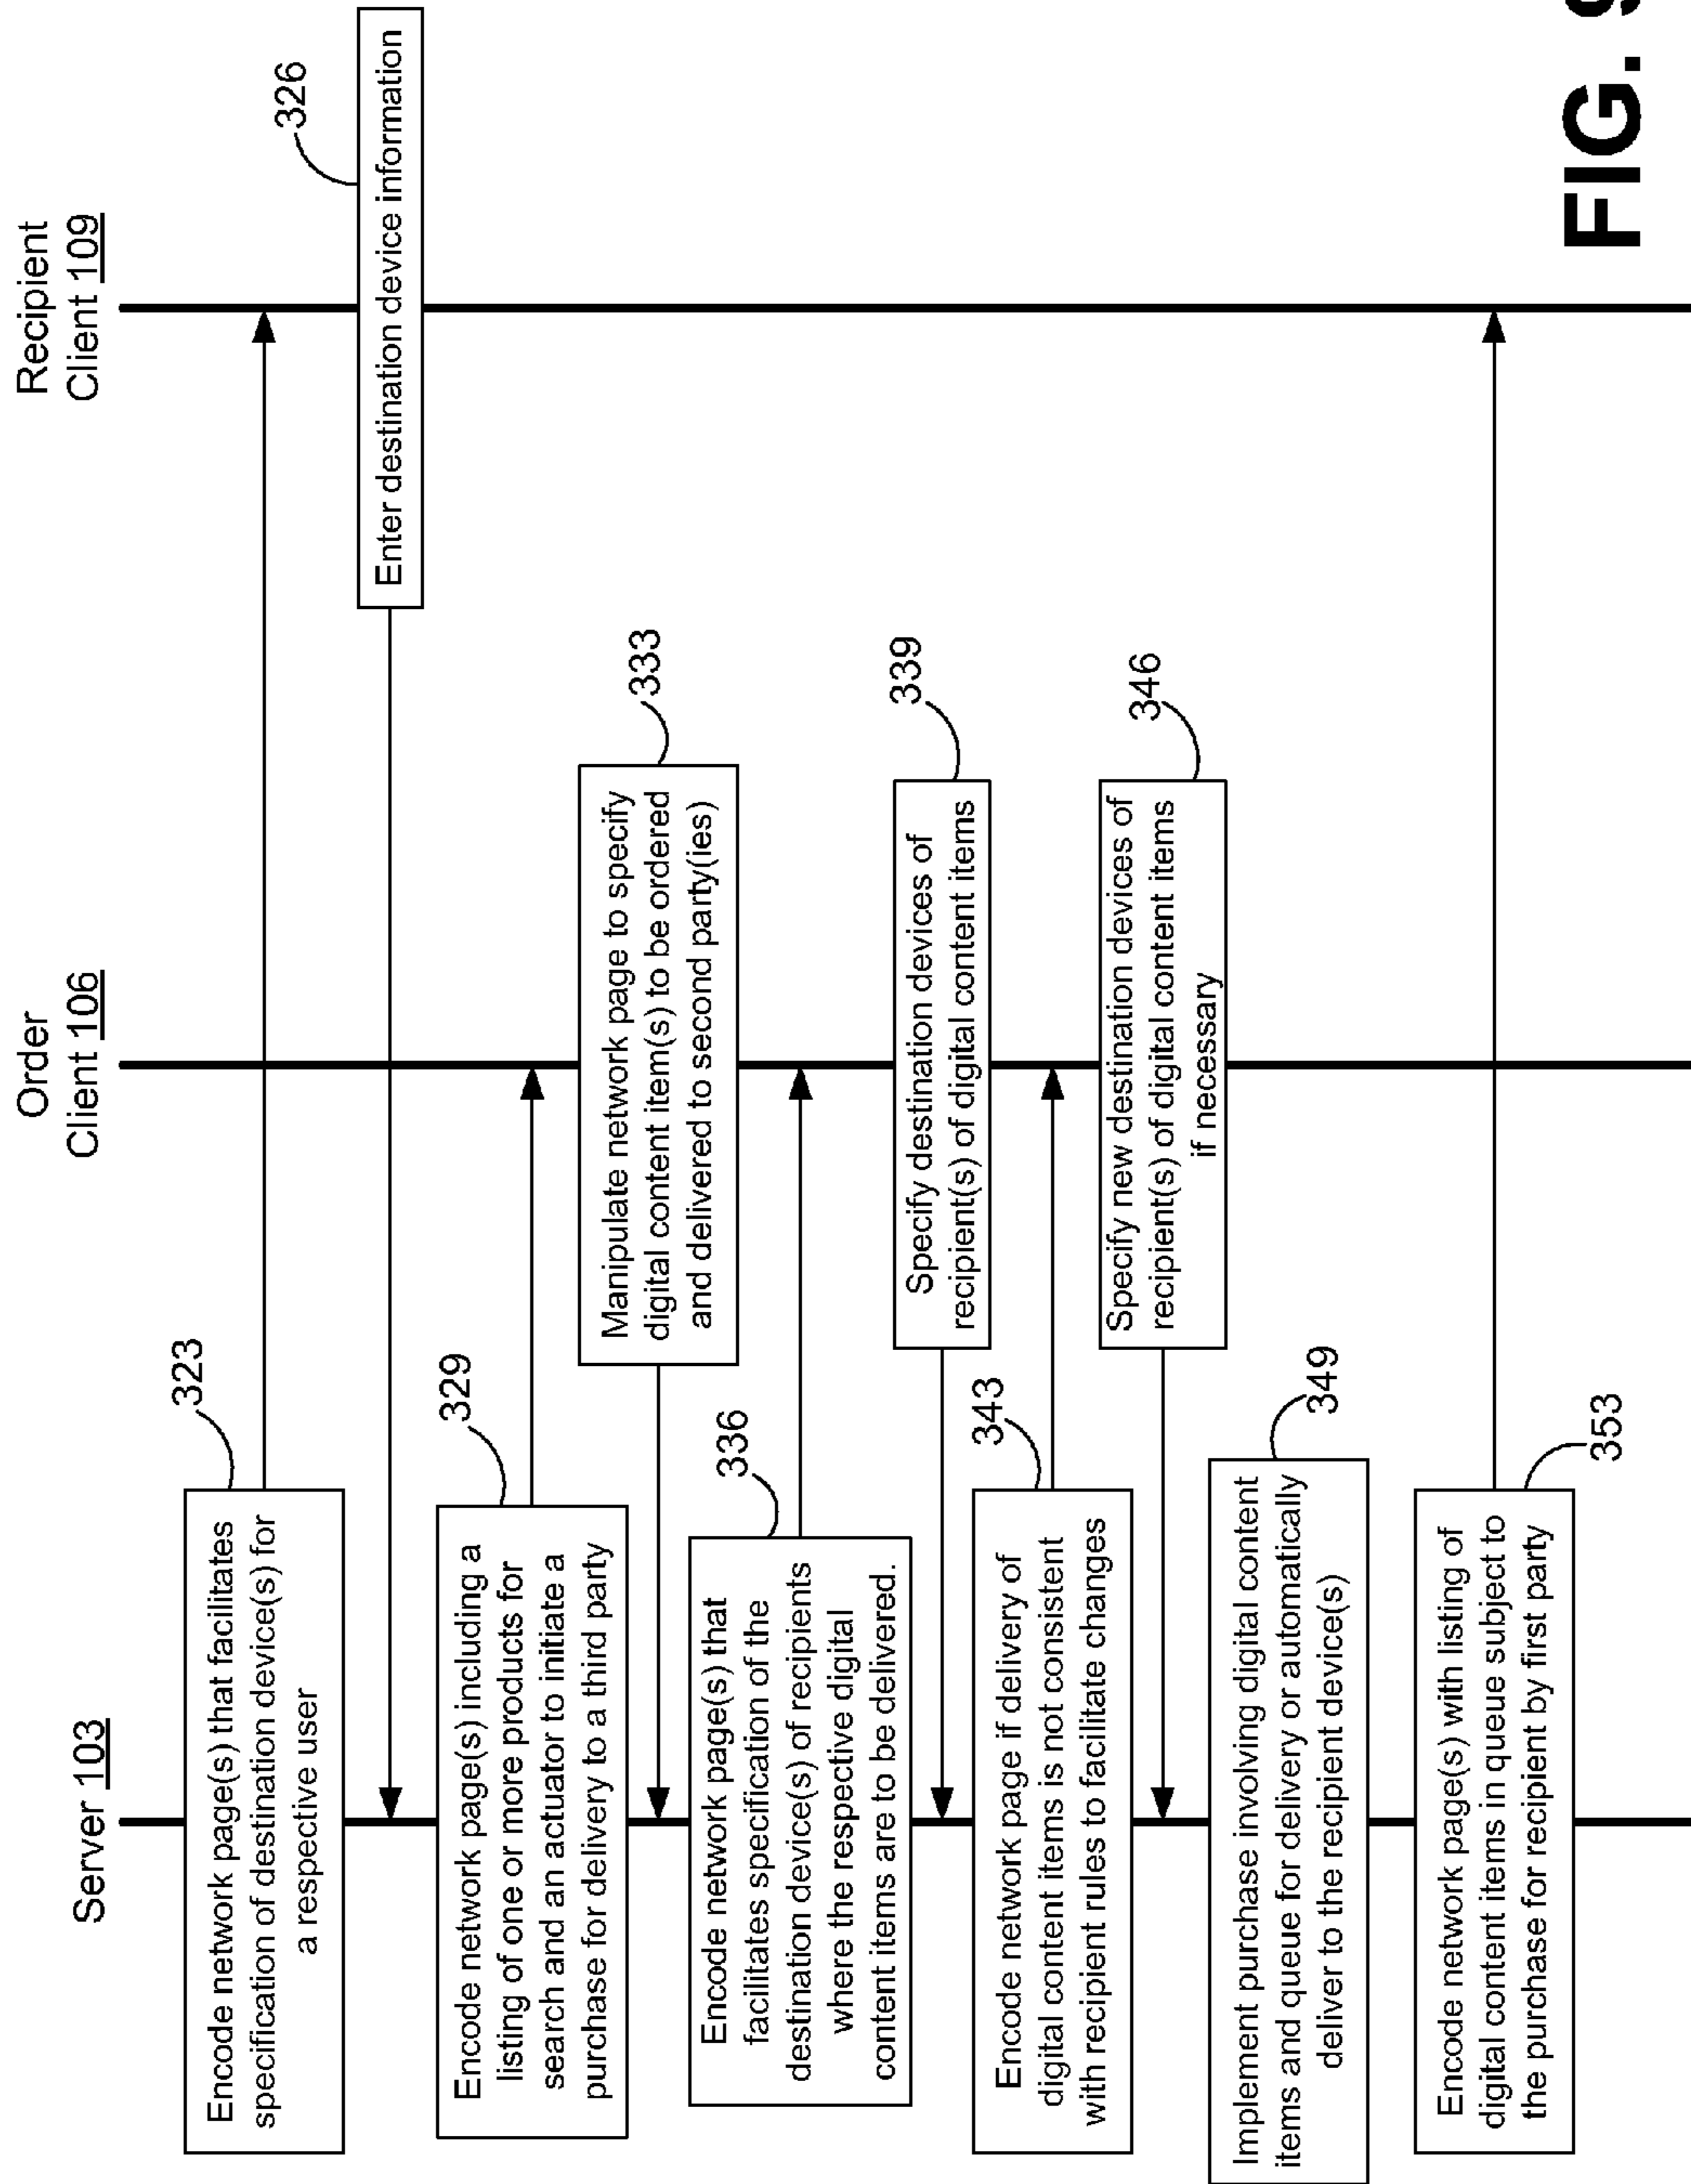 Server 103
Order
Client 106
Recipient
Client 109
323
Encode network page(s) that facilitates
specification of destination device(s) for
a respective user
326
Enter destination device information
329
Encode network page(s) including a
listing of one or more products for
search and an actuator to initiate a
purchase for delivery to a third party
333
Manipulate network page to specify
digital content item(s) to be ordered
and delivered to second party(ies)
336
Encode network page(s) that
facilitates specification of the
destination device(s) of recipients
where the respective digital
content items are to be delivered.
339
Specify destination devices of
recipient(s) of digital content items
343
Encode network page if delivery of
digital content items is not consistent
with recipient rules to facilitate changes
346
Specify new destination devices of
recipient(s) of digital content items
if necessary
349
Implement purchase involving digital content
items and queue for delivery or automatically
deliver to the recipient device(s)
353
Encode network page(s) with listing of
digital content items in queue subject to
the purchase for recipient by first party
FIG. 9